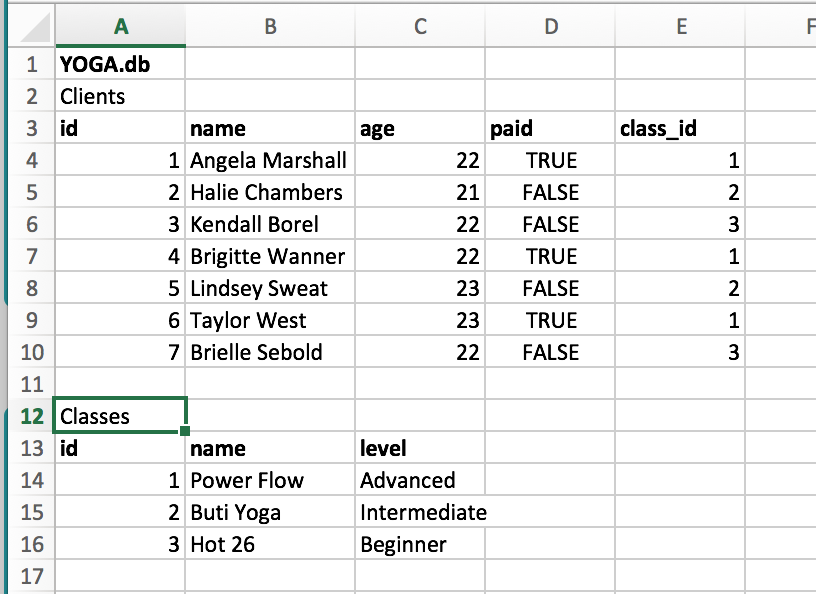 A B C D E F
1 YOGA.db
2 Clients
3 id name age paid class_id
4 1 Angela Marshall 22 TRUE 1
5 2 Halie Chambers 21 FALSE 2
6 3 Kendall Borel 22 FALSE 3
7 4 Brigitte Wanner 22 TRUE 1
8 5 Lindsey Sweat 23 FALSE 2
9 6 Taylor West 23 TRUE 1
10 7 Brielle Sebold 22 FALSE 3
11
12 Classes
13 id name level
14 1 Power Flow Advanced
15 2 Buti Yoga Intermediate
16 3 Hot 26 Beginner
17